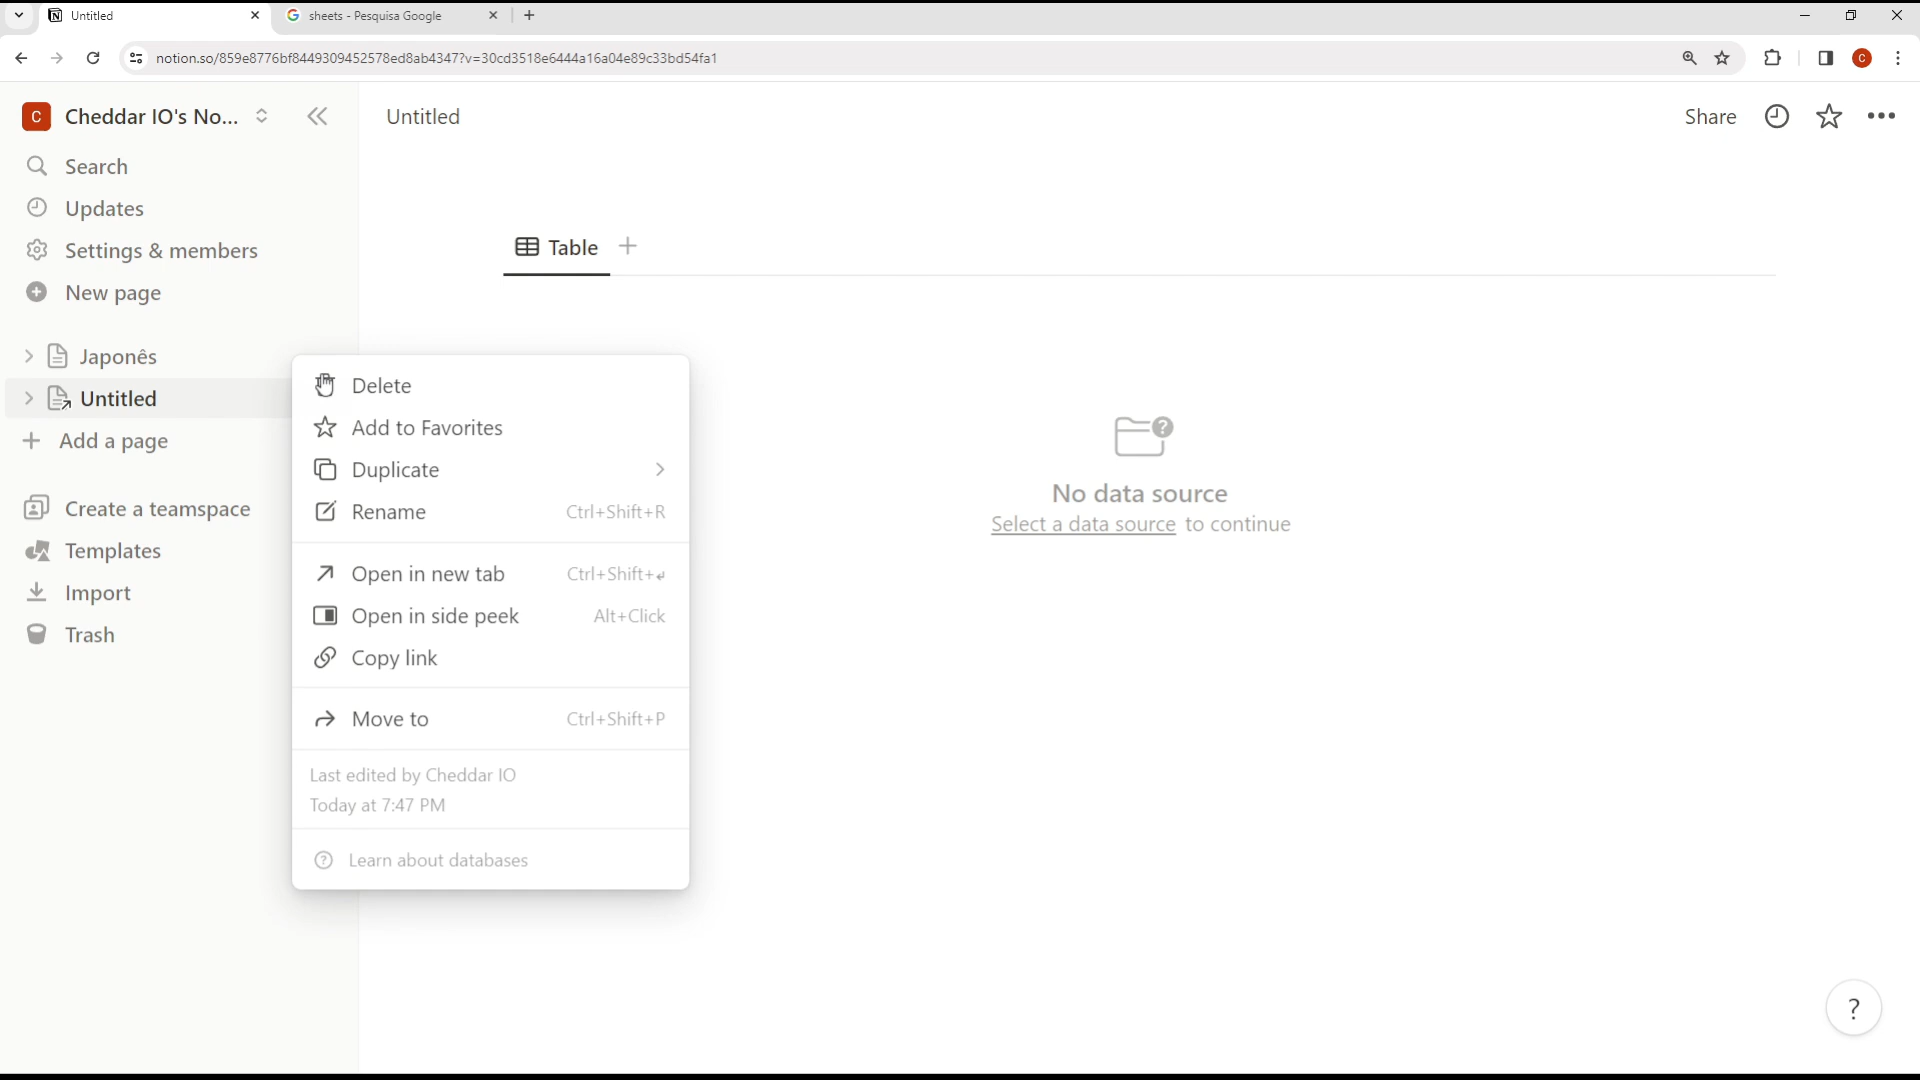 Untitled
sheets - Pesquisa Google
notion.so/859e8776bf8449309452578ed8ab4347?v=30cd3518e6444a16a04e89c33bd54fa1
C
C Cheddar IO's No...
Untitled
Share
Search
Updates
Settings & members
New page
Japonês
Untitled
Add a page
Create a teamspace
Templates
Import
Trash
Delete
Add to Favorites
Duplicate
Rename Ctrl+Shift+R
Open in new tab Ctrl+Shift+↵
Open in side peek Alt+Click
Copy link
Move to Ctrl+Shift+P
Last edited by Cheddar IO
Today at 7:47 PM
? Learn about databases
Table
?
No data source
Select a data source to continue
?